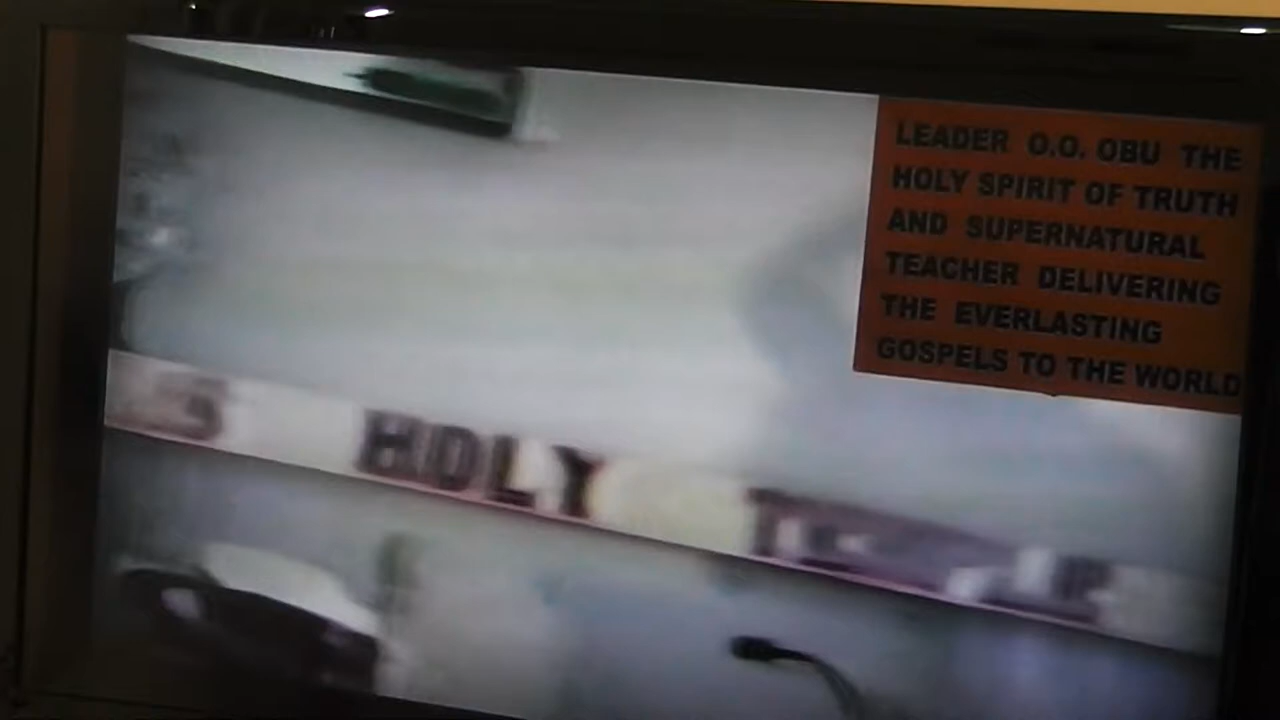 LEADER O.O. OBU THE
HOLY SPIRIT OF TRUTH
AND SUPERNATURAL
TEACHER DELIVERING
THE EVERLASTING
GOSPELS TO THE WORLD
HOLY